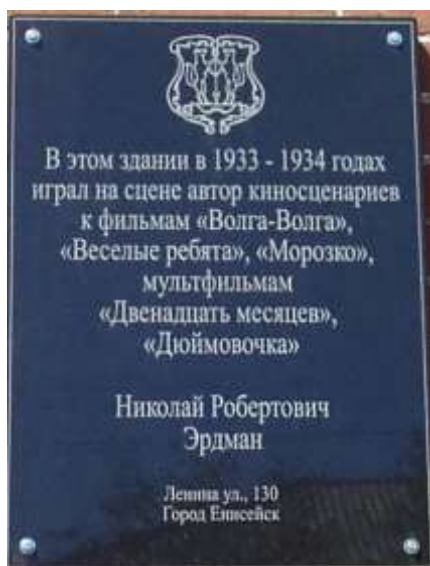 В этом здании в 1933 - 1934 годах
играл на сцене автор киносценариев
к фильмам «Волга-Волга»,
«Веселые ребята», «Морозко»,
мультфильмам
«Двенадцать месяцев»,
«Дюймовочка»
Николай Робертович
Эрдман
Ленина ул., 130
Город Енисейск